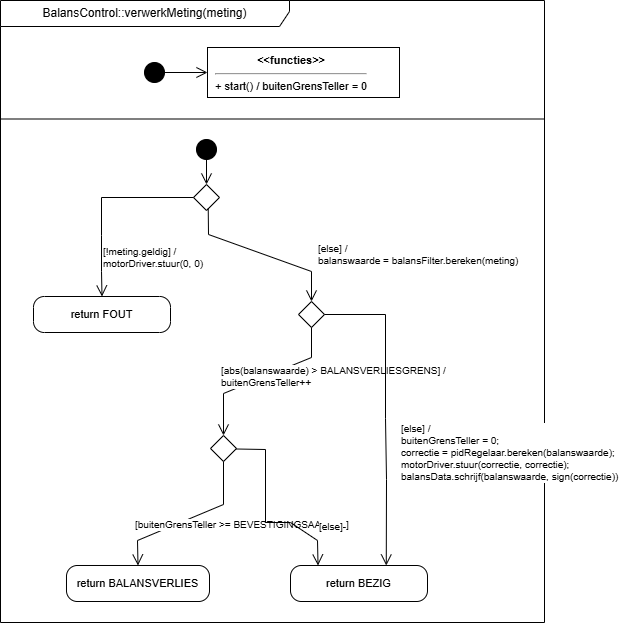 BalansControl::verwerkMeting(meting)
<<functies>>
+ start() / buitenGrensTeller = 0
[!meting.geldig] /
motorDriver.stuur(0, 0)
[else] /
balanswaarde = balansFilter.bereken(meting)
return FOUT
[abs(balanswaarde) > BALANSVERLIESGRENS] /
buitenGrensTeller++
[else] /
buitenGrensTeller = 0;
correctie = pidRegelaar.bereken(balanswaarde);
motorDriver.stuur(correctie, correctie);
balansData.schrijf(balanswaarde, sign(correctie))
[buitenGrensTeller >=
[else]
return BALANSVERLIES
return BEZIG